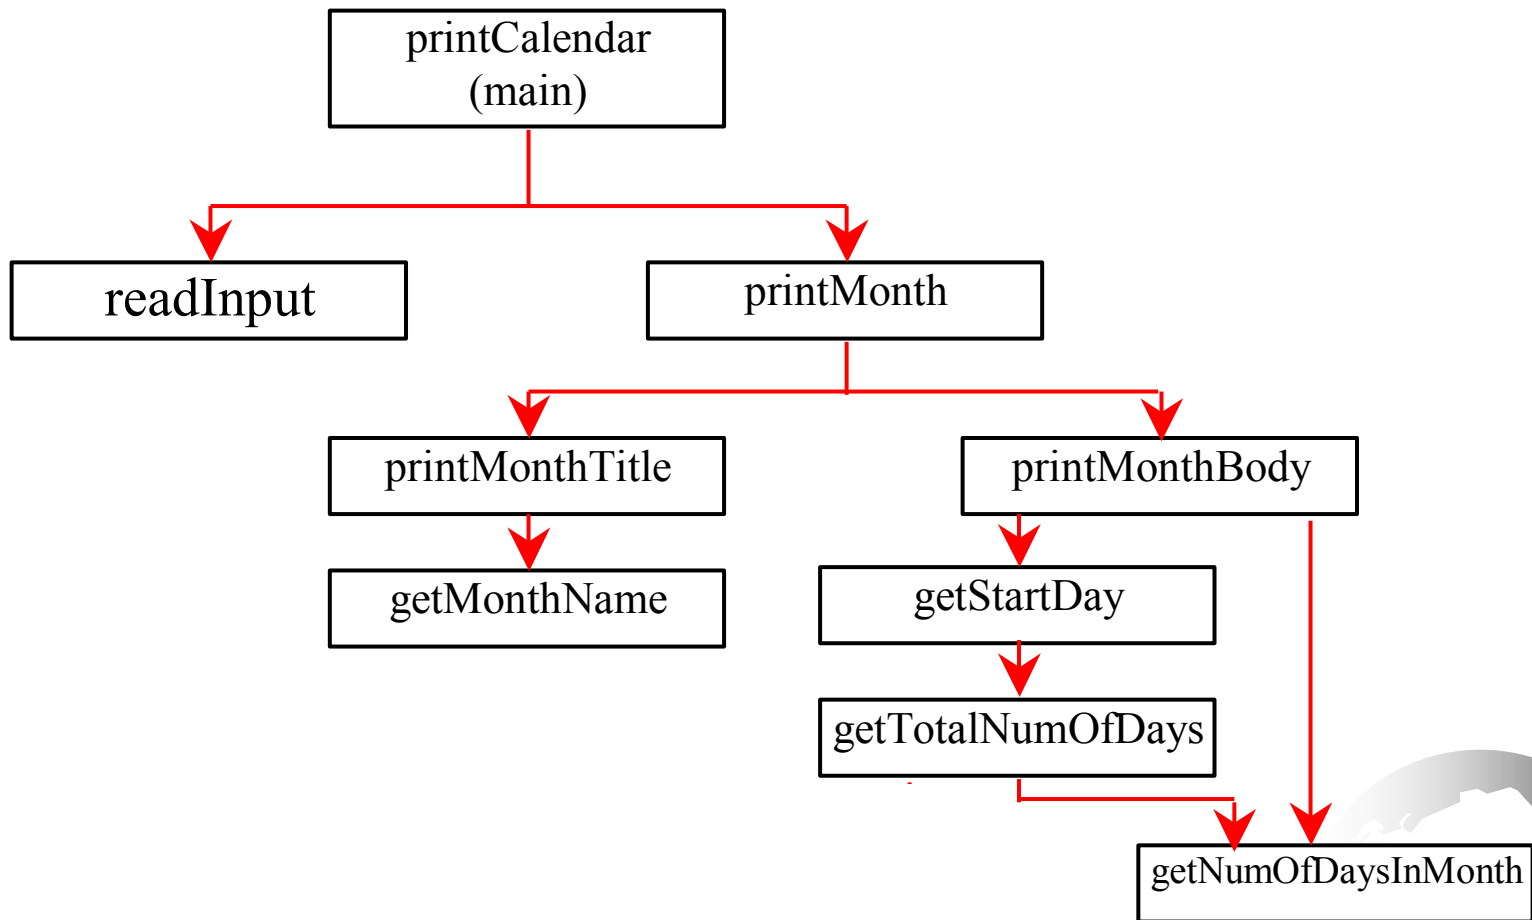 printCalendar
(main)
readInput
printMonth
printMonthTitle
printMonthBody
getMonthName
getStartDay
getTotalNumOfDays
getNumOfDaysInMonth